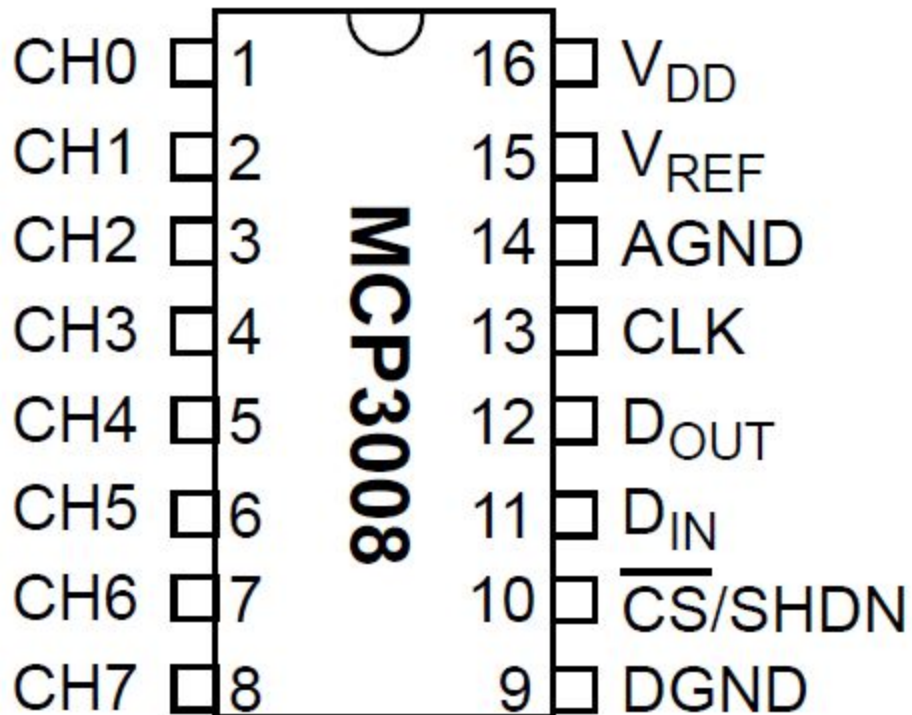 CH0 1 16 VDD
CH1 2 15 VREF
CH2 3 14 AGND
CH3 4 13 CLK
CH4 5 12 DOUT
CH5 6 11 DIN
CH6 7 10 C̅S̅/SHDN
CH7 8 9 DGND
MCP3008